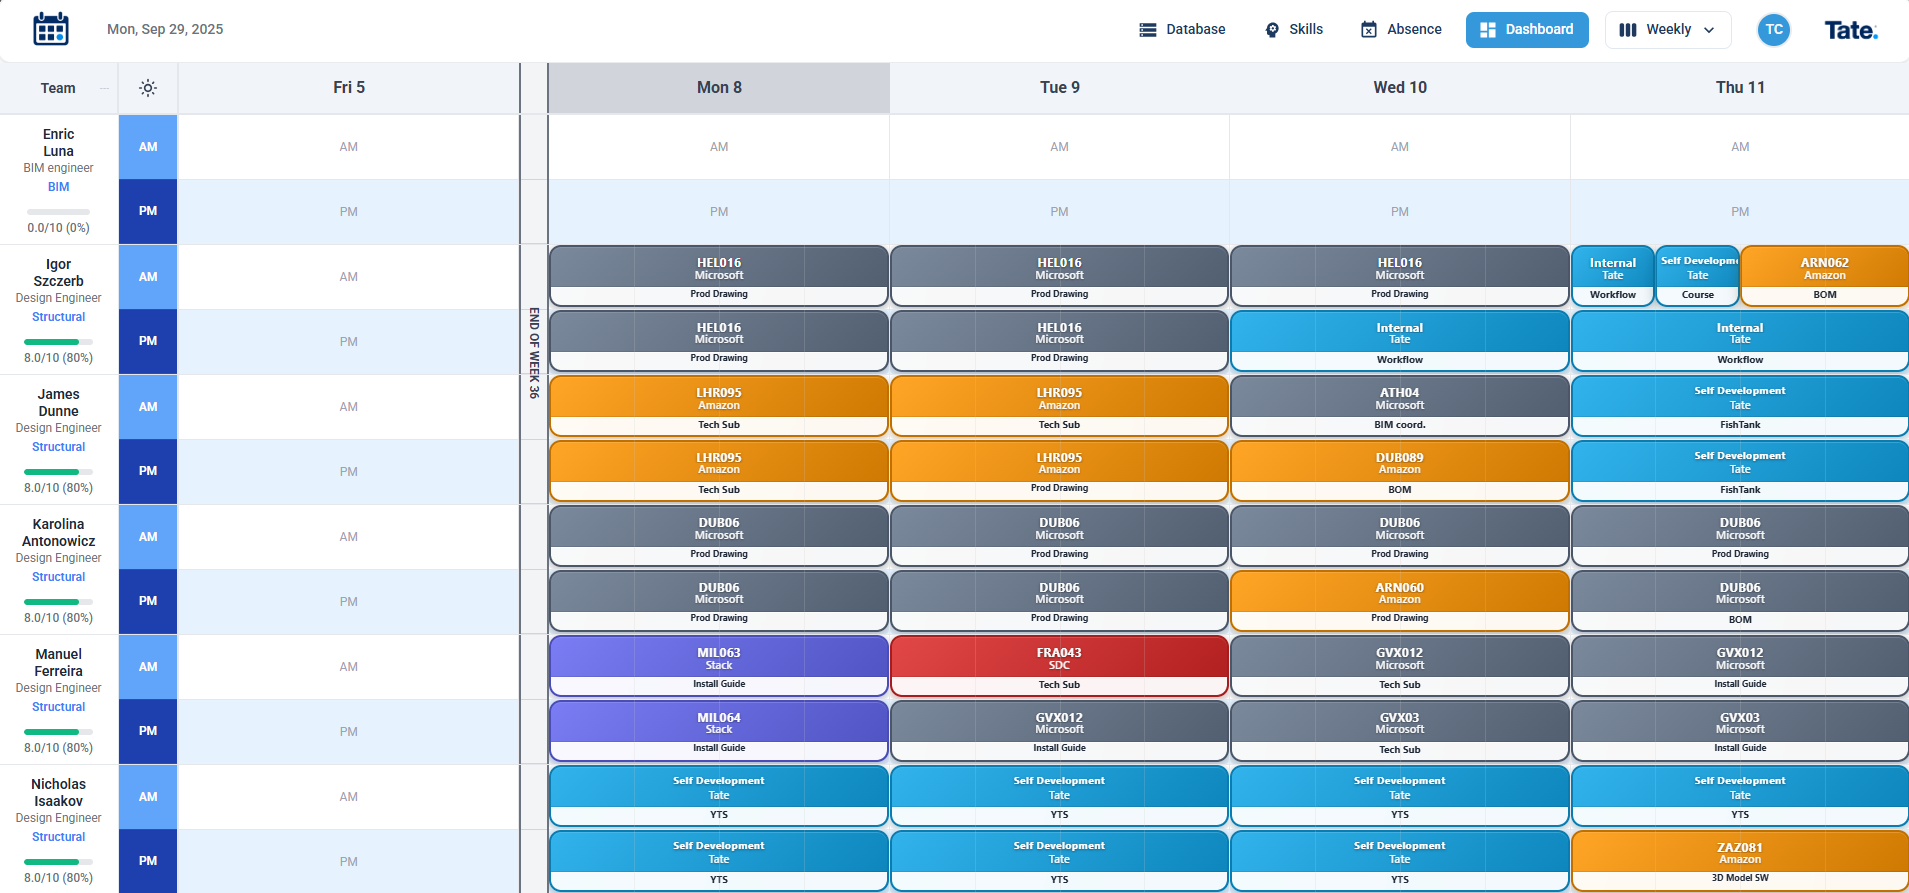 Mon, Sep 29, 2025
Database
Skills
Absence
Dashboard
Weekly
TC
Tate.
Team
Fri 5
Mon 8
Tue 9
Wed 10
Thu 11
END OF WEEK 36
Enric
Luna
BIM engineer
BIM
0.0/10 (0%)
AM
AM
AM
AM
AM
AM
PM
PM
PM
PM
PM
PM
Igor
Szczerb
Design Engineer
Structural
8.0/10 (80%)
AM
AM
HEL016
Microsoft
Prod Drawing
HEL016
Microsoft
Prod Drawing
HEL016
Microsoft
Prod Drawing
Internal
Tate
Workflow
Self Developm
Tate
Course
ARN062
Amazon
BOM
PM
PM
HEL016
Microsoft
Prod Drawing
HEL016
Microsoft
Prod Drawing
Internal
Tate
Workflow
Internal
Tate
Workflow
James
Dunne
Design Engineer
Structural
8.0/10 (80%)
AM
AM
LHR095
Amazon
Tech Sub
LHR095
Amazon
Tech Sub
ATH04
Microsoft
BIM coord.
Self Development
Tate
FishTank
PM
PM
LHR095
Amazon
Tech Sub
LHR095
Amazon
Prod Drawing
DUB089
Amazon
BOM
Self Development
Tate
FishTank
Karolina
Antonowicz
Design Engineer
Structural
8.0/10 (80%)
AM
AM
DUB06
Microsoft
Prod Drawing
DUB06
Microsoft
Prod Drawing
DUB06
Microsoft
Prod Drawing
DUB06
Microsoft
Prod Drawing
PM
PM
DUB06
Microsoft
Prod Drawing
DUB06
Microsoft
Prod Drawing
ARN060
Amazon
Prod Drawing
DUB06
Microsoft
BOM
Manuel
Ferreira
Design Engineer
Structural
8.0/10 (80%)
AM
AM
MIL063
Stack
Install Guide
FRA043
SDC
Tech Sub
GVX012
Microsoft
Tech Sub
GVX012
Microsoft
Install Guide
PM
PM
MIL064
Stack
Install Guide
GVX012
Microsoft
Install Guide
GVX03
Microsoft
Tech Sub
GVX03
Microsoft
Install Guide
Nicholas
Isaakov
Design Engineer
Structural
8.0/10 (80%)
AM
AM
Self Development
Tate
YTS
Self Development
Tate
YTS
Self Development
Tate
YTS
Self Development
Tate
YTS
PM
PM
Self Development
Tate
YTS
Self Development
Tate
YTS
Self Development
Tate
YTS
ZAZ081
Amazon
3D Model SW